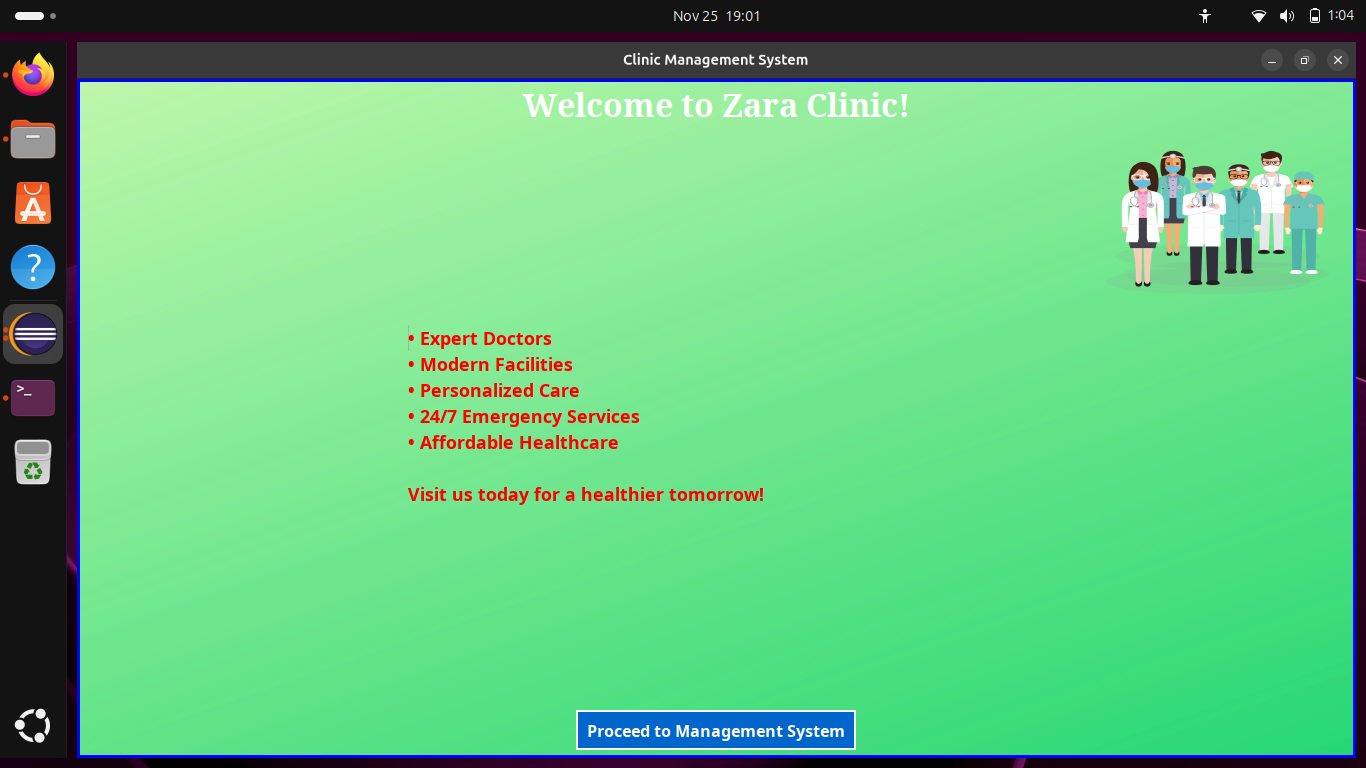 Nov 25 19:01
1:04
Clinic Management System
Welcome to Zara Clinic!
• Expert Doctors
• Modern Facilities
• Personalized Care
• 24/7 Emergency Services
• Affordable Healthcare
Visit us today for a healthier tomorrow!
Proceed to Management System